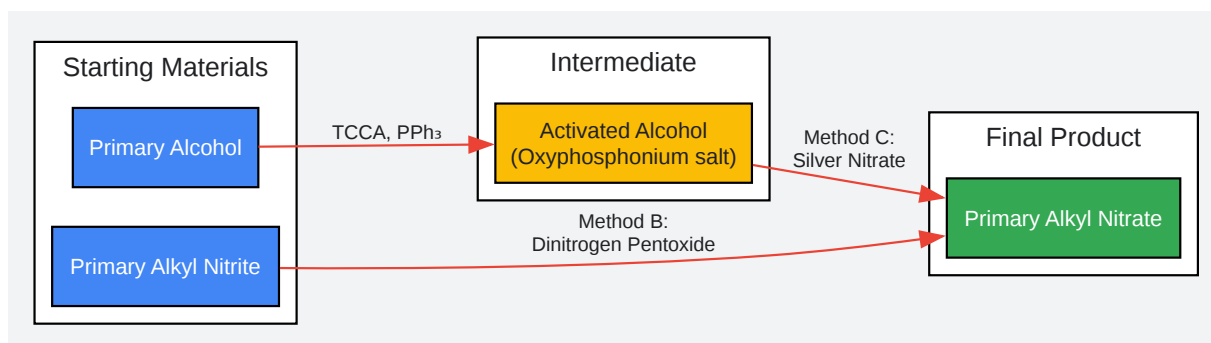 Starting Materials
Primary Alcohol
Primary Alkyl Nitrite
TCCA, PPh₃
Intermediate
Activated Alcohol
(Oxyphosphonium salt)
Method B:
Dinitrogen Pentoxide
Method C:
Silver Nitrate
Final Product
Primary Alkyl Nitrate